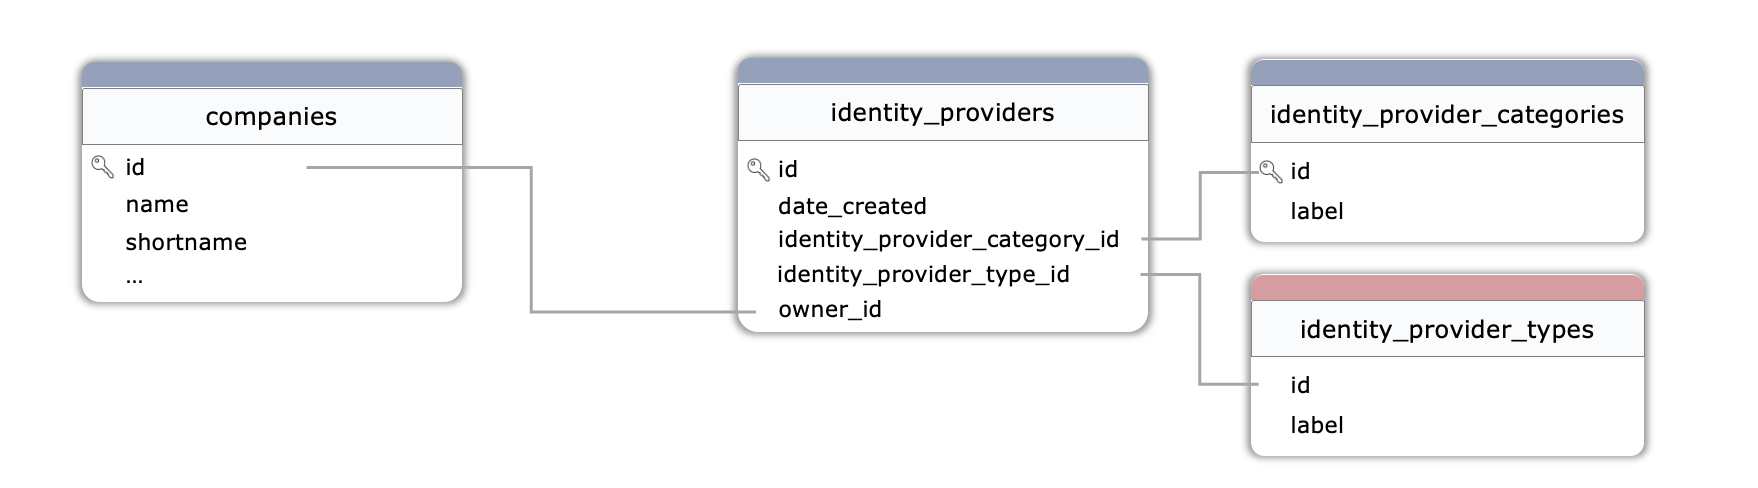 companies
id
name
shortname
...
identity_providers
id
date_created
identity_provider_category_id
identity_provider_type_id
owner_id
identity_provider_categories
id
label
identity_provider_types
id
label